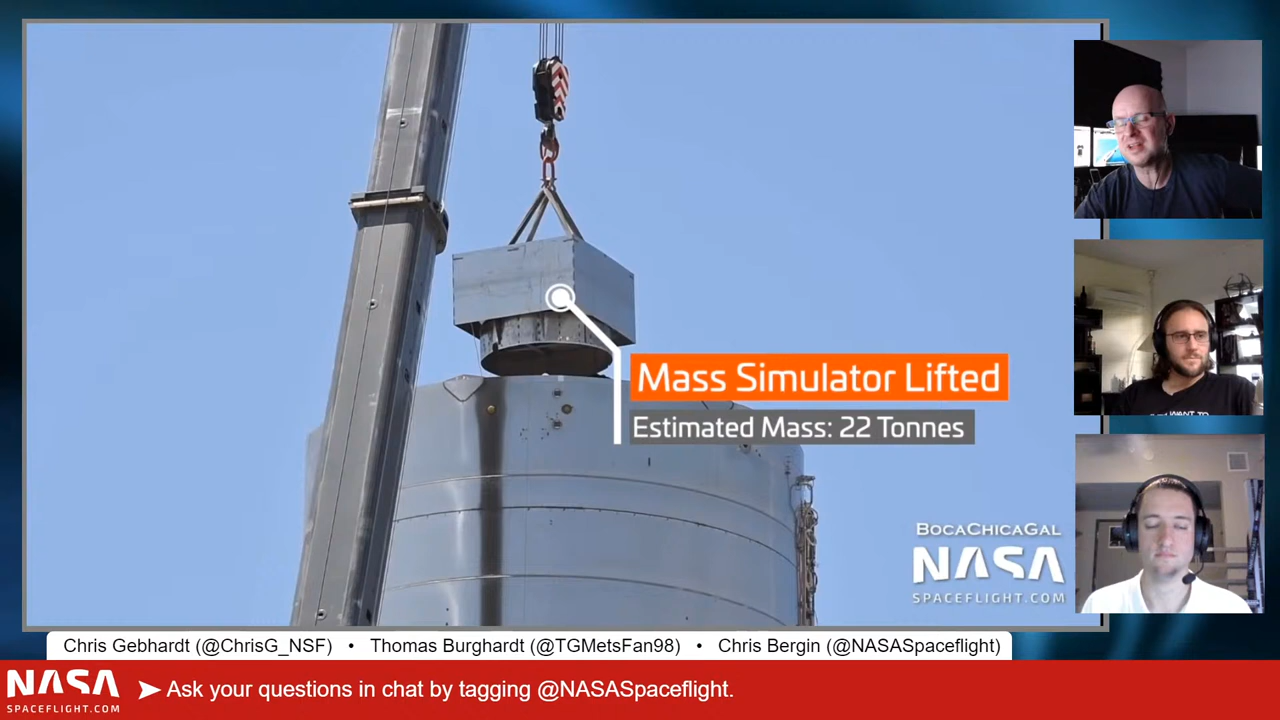 Mass Simulator Lifted
Estimated Mass: 22 Tonnes
BOCACHICAGAL
NASA
SPACEFLIGHT.COM
Chris Gebhardt (@ChrisG_NSF) • Thomas Burghardt (@TGMetsFan98) • Chris Bergin (@NASASpaceflight)
NASA
SPACEFLIGHT.COM
Ask your questions in chat by tagging @NASASpaceflight.